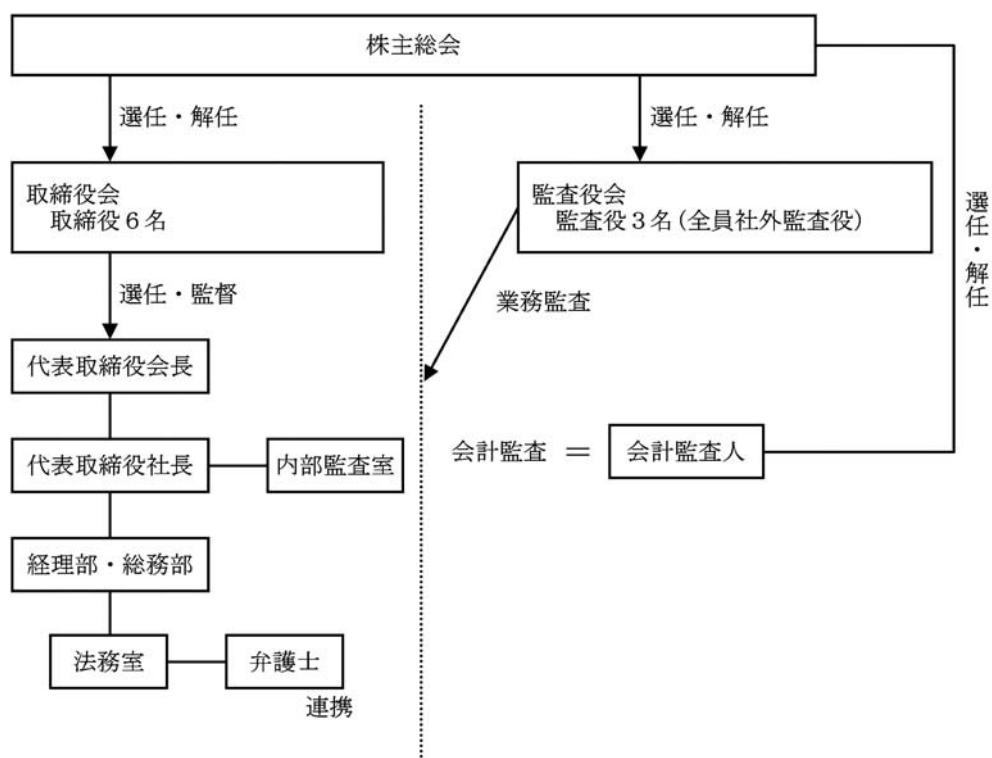 株主総会
選任・解任
選任・解任
取締役会
取締役6名
監査役会
監査役3名(全員社外監査役)
選任・解任
選任・監督
業務監査
代表取締役会長
代表取締役社長
内部監査室
会計監査 =
会計監査人
経理部・総務部
法務室
弁護士
連携